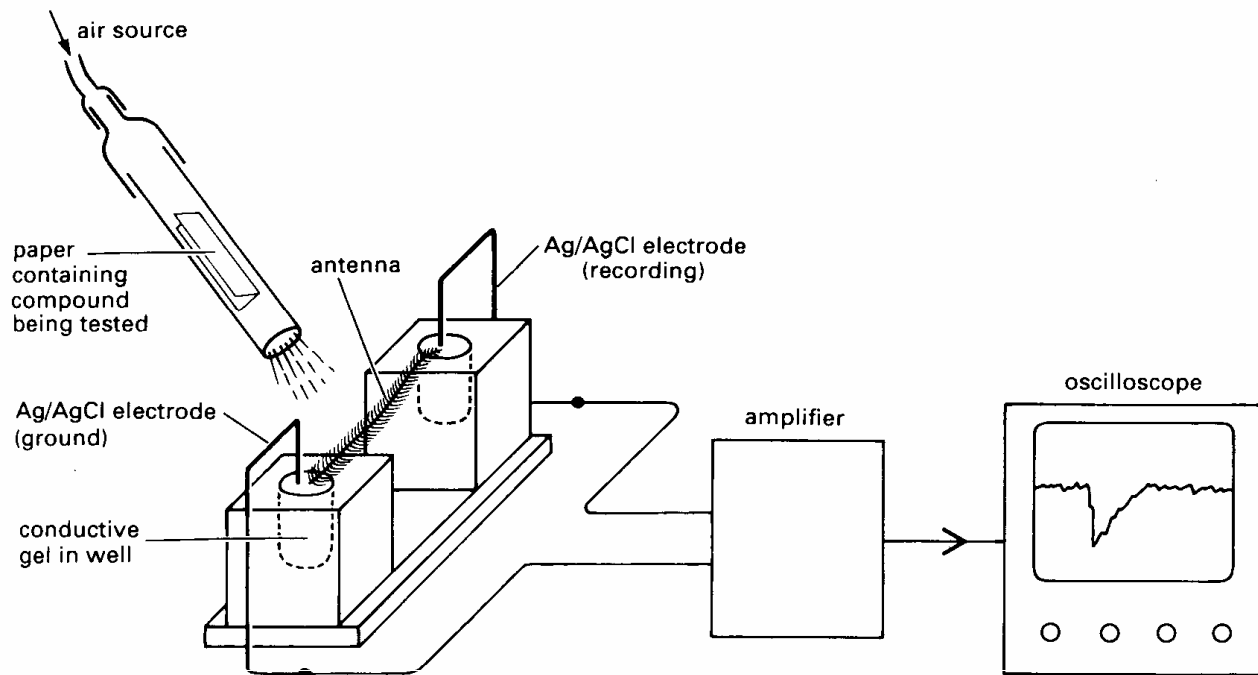 air source
paper
containing
compound
being tested
antenna
Ag/AgCl electrode
(recording)
Ag/AgCl electrode
(ground)
conductive
gel in well
amplifier
oscilloscope